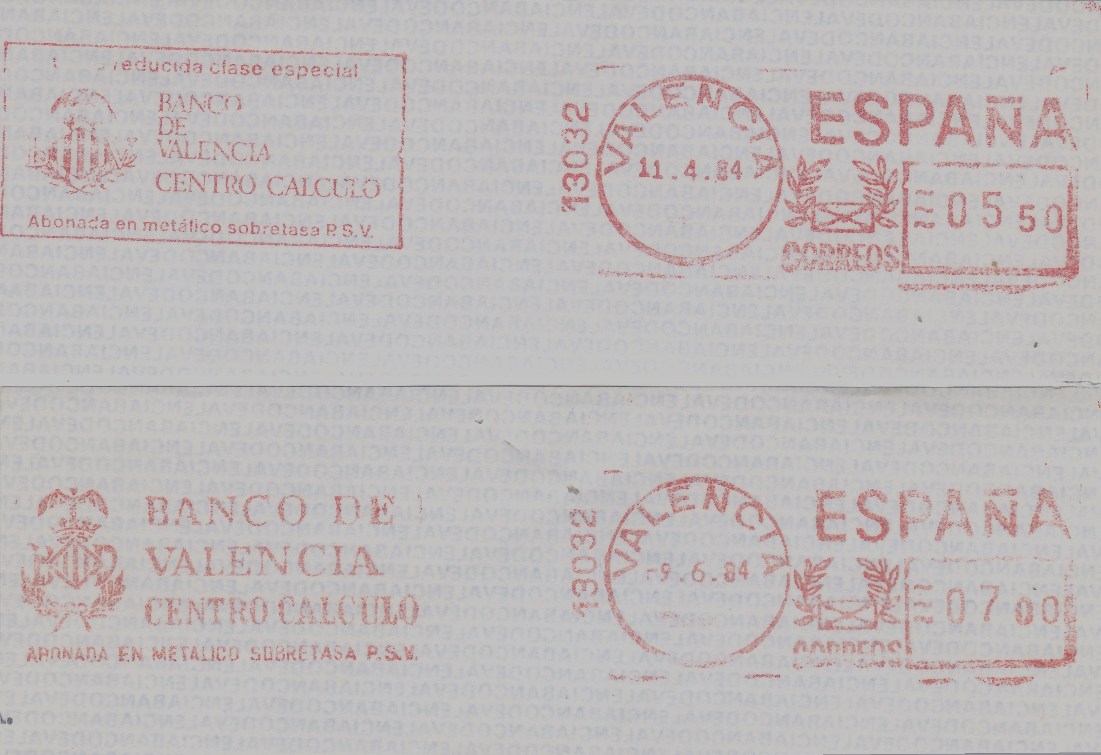 reducida clase especial
BANCO
DE
VALENCIA
CENTRO CALCULO
Abonada en metálico sobretasa P.S.V.
13032
VALENCIA
11.4.84
ESPAÑA
CORREOS
05 50
BANCO DE
VALENCIA
CENTRO CALCULO
ABONADA EN METALICO SOBRETASA P.S.V.
13032
VALENCIA
-9.6.84
ESPAÑA
CORREOS
07 00